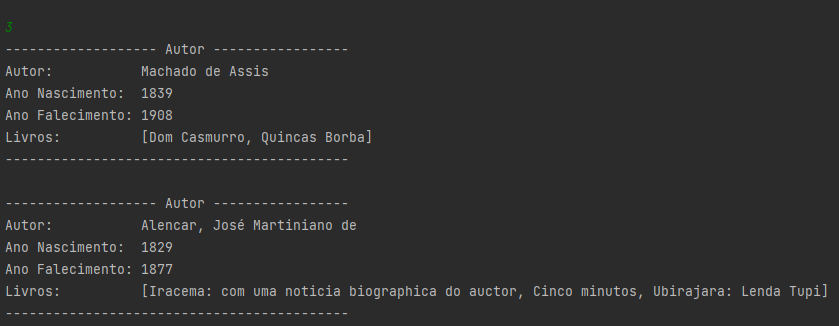 3
------------------- Autor -----------------
Autor:           Machado de Assis
Ano Nascimento:  1839
Ano Falecimento: 1908
Livros:          [Dom Casmurro, Quincas Borba]
-------------------------------------------
------------------- Autor -----------------
Autor:           Alencar, José Martiniano de
Ano Nascimento:  1829
Ano Falecimento: 1877
Livros:          [Iracema: com uma noticia biographica do auctor, Cinco minutos, Ubirajara: Lenda Tupi]
-------------------------------------------